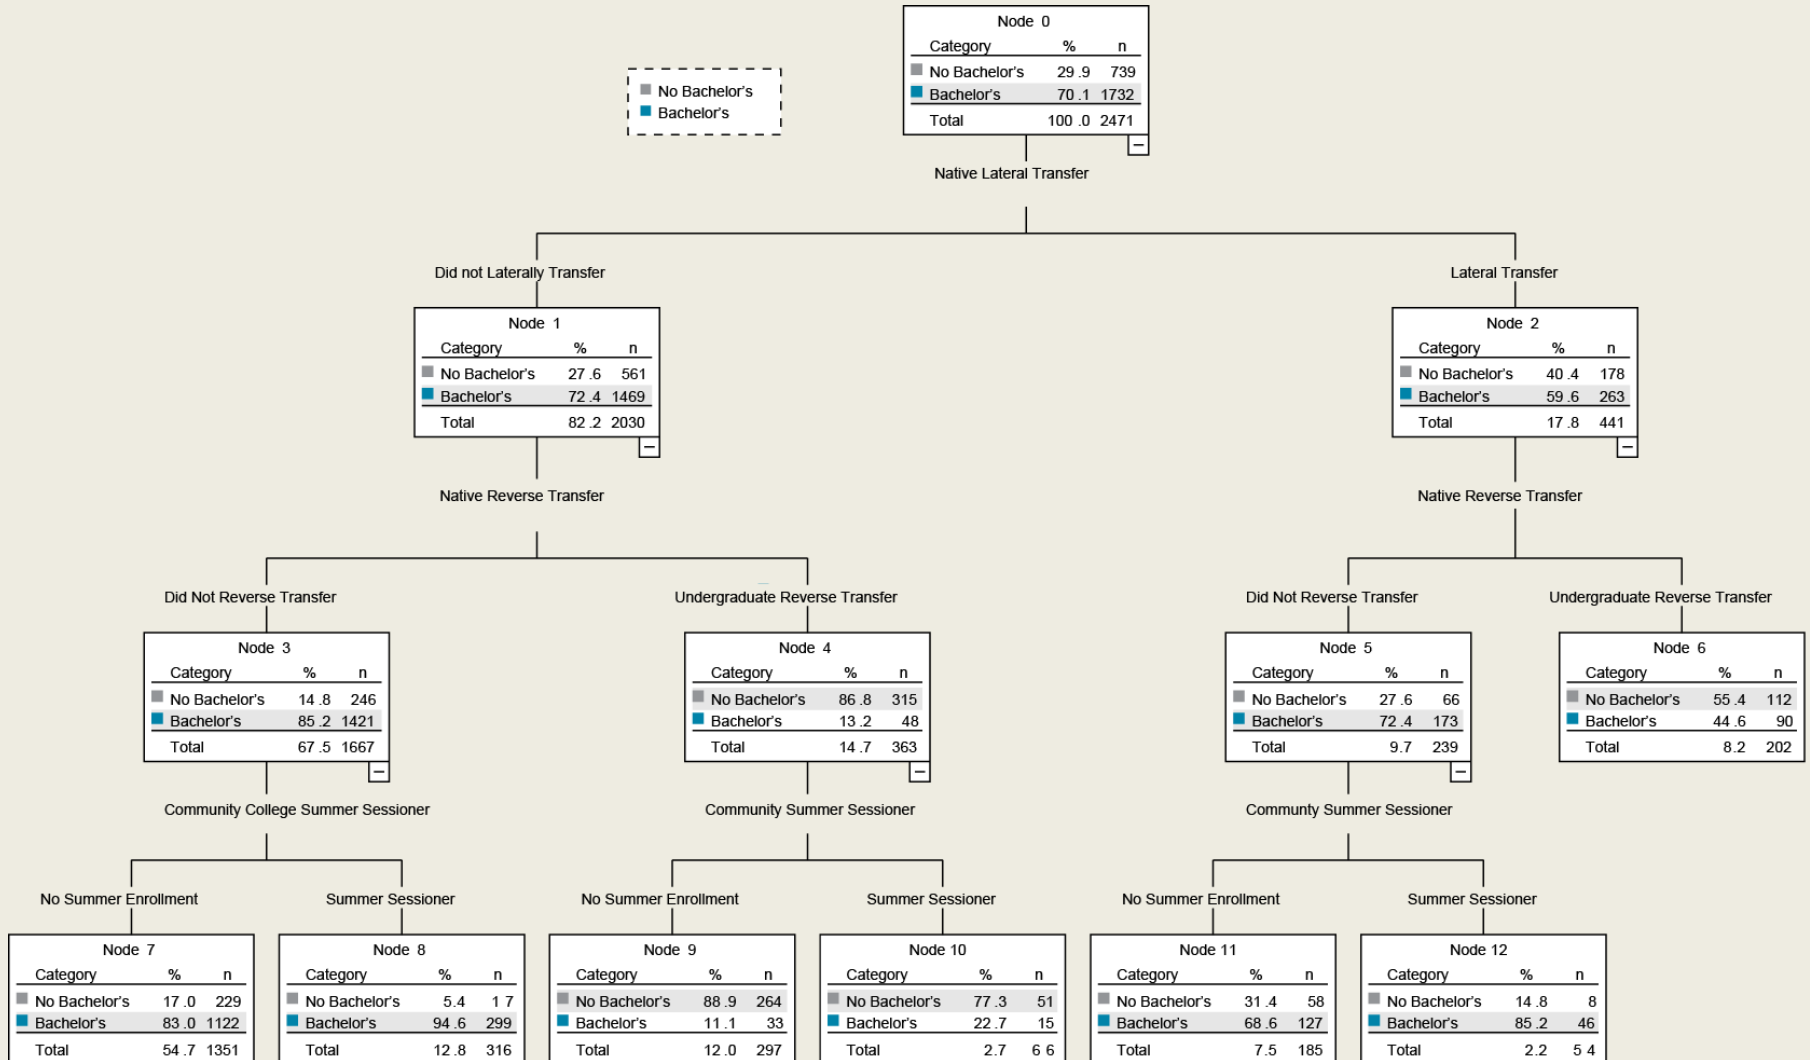 Node 0
Category % n
No Bachelor's 29.9 739
Bachelor's 70.1 1732
Total 100.0 2471
No Bachelor's
Bachelor's
Native Lateral Transfer
Did not Laterally Transfer
Lateral Transfer
Node 1
Category % n
No Bachelor's 27.6 561
Bachelor's 72.4 1469
Total 82.2 2030
Node 2
Category % n
No Bachelor's 40.4 178
Bachelor's 59.6 263
Total 17.8 441
Native Reverse Transfer
Native Reverse Transfer
Did Not Reverse Transfer
Undergraduate Reverse Transfer
Did Not Reverse Transfer
Undergraduate Reverse Transfer
Node 3
Category % n
No Bachelor's 14.8 246
Bachelor's 85.2 1421
Total 67.5 1667
Node 4
Category % n
No Bachelor's 86.8 315
Bachelor's 13.2 48
Total 14.7 363
Node 5
Category % n
No Bachelor's 27.6 66
Bachelor's 72.4 173
Total 9.7 239
Node 6
Category % n
No Bachelor's 55.4 112
Bachelor's 44.6 90
Total 8.2 202
Community College Summer Sessioner
Community Summer Sessioner
Communty Summer Sessioner
No Summer Enrollment
Summer Sessioner
No Summer Enrollment
Summer Sessioner
No Summer Enrollment
Summer Sessioner
Node 7
Category % n
No Bachelor's 17.0 229
Bachelor's 83.0 1122
Total 54.7 1351
Node 8
Category % n
No Bachelor's 5.4 17
Bachelor's 94.6 299
Total 12.8 316
Node 9
Category % n
No Bachelor's 88.9 264
Bachelor's 11.1 33
Total 12.0 297
Node 10
Category % n
No Bachelor's 77.3 51
Bachelor's 22.7 15
Total 2.7 66
Node 11
Category % n
No Bachelor's 31.4 58
Bachelor's 68.6 127
Total 7.5 185
Node 12
Category % n
No Bachelor's 14.8 8
Bachelor's 85.2 46
Total 2.2 54